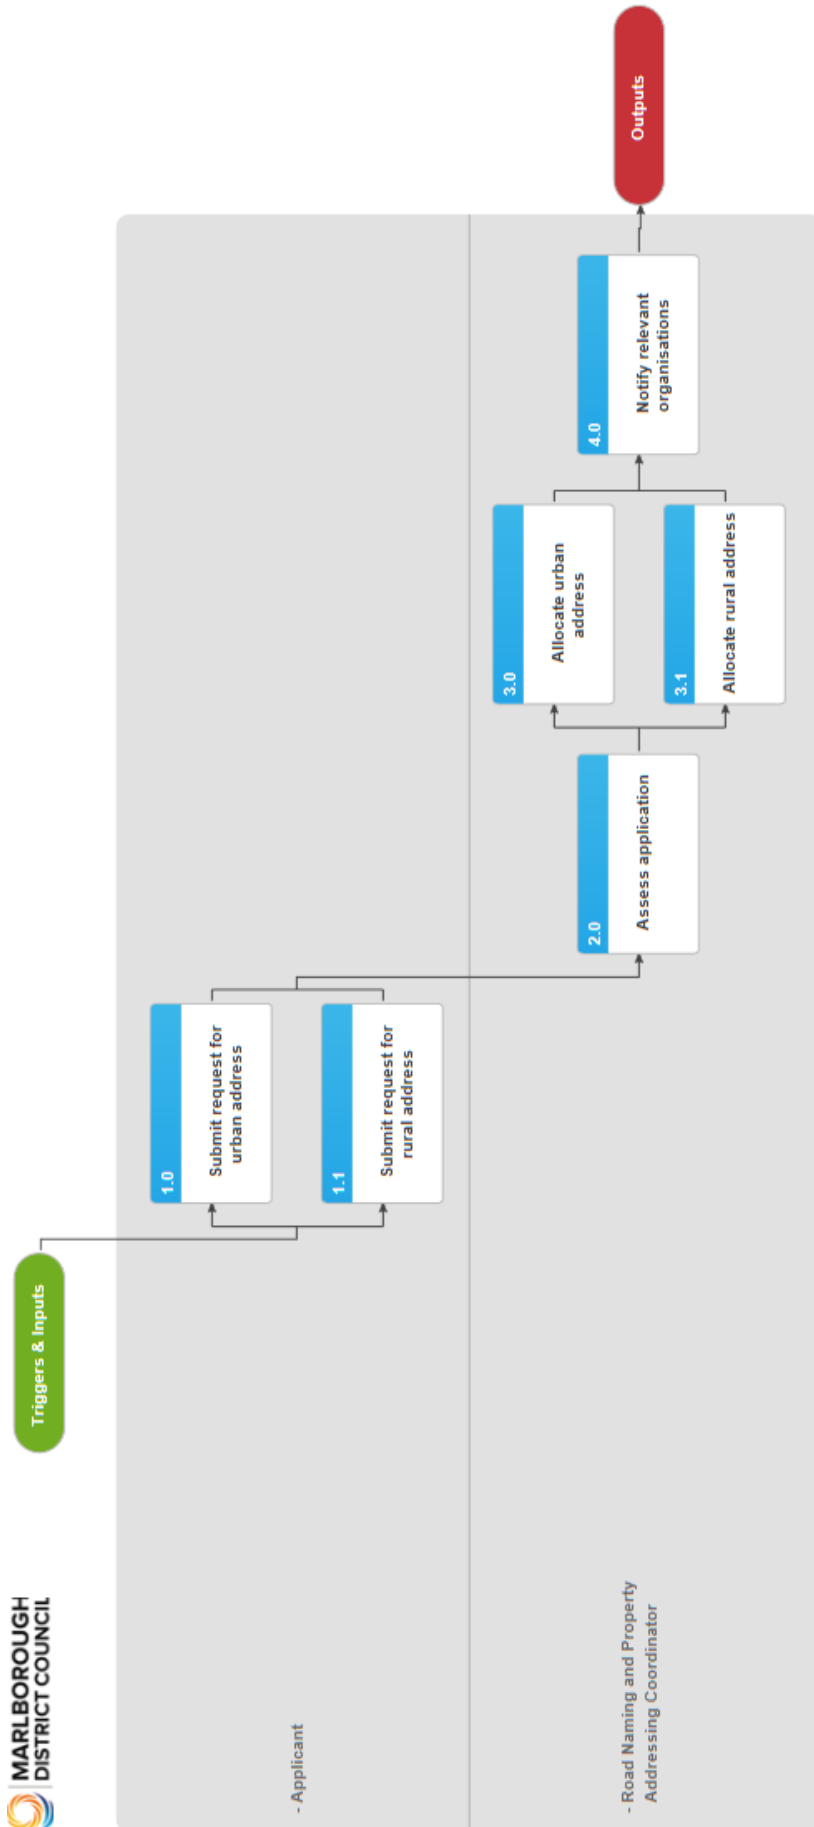 MARLBOROUGH
DISTRICT COUNCIL
Triggers & Inputs
- Applicant
1.0
Submit request for
urban address
1.1
Submit request for
rural address
- Road Naming and Property
Addressing Coordinator
2.0
Assess application
3.0
Allocate urban
address
3.1
Allocate rural address
4.0
Notify relevant
organisations
Outputs